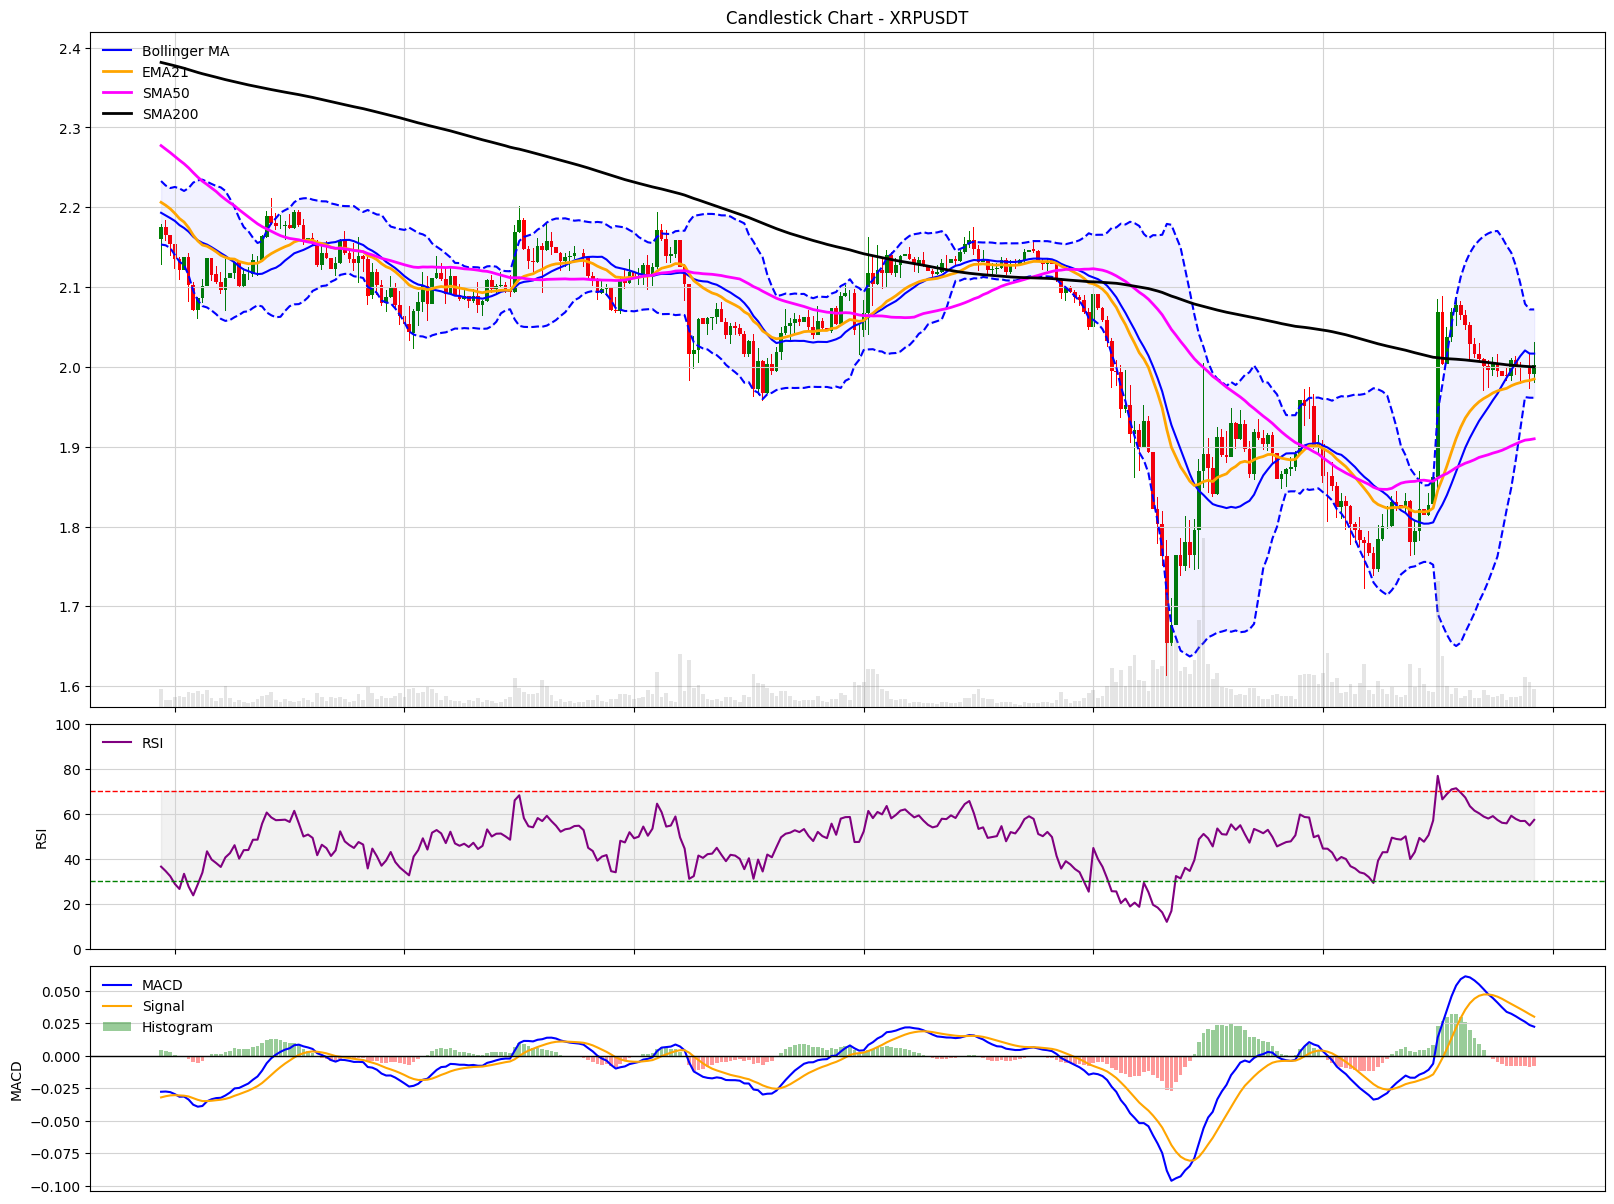 Candlestick Chart - XRPUSDT
Bollinger MA
EMA21
SMA50
SMA200
2.4
2.3
2.2
2.1
2.0
1.9
1.8
1.7
1.6
RSI
100
80
60
40
20
0
RSI
MACD
Signal
Histogram
0.050
0.025
0.000
−0.025
−0.050
−0.075
−0.100
MACD